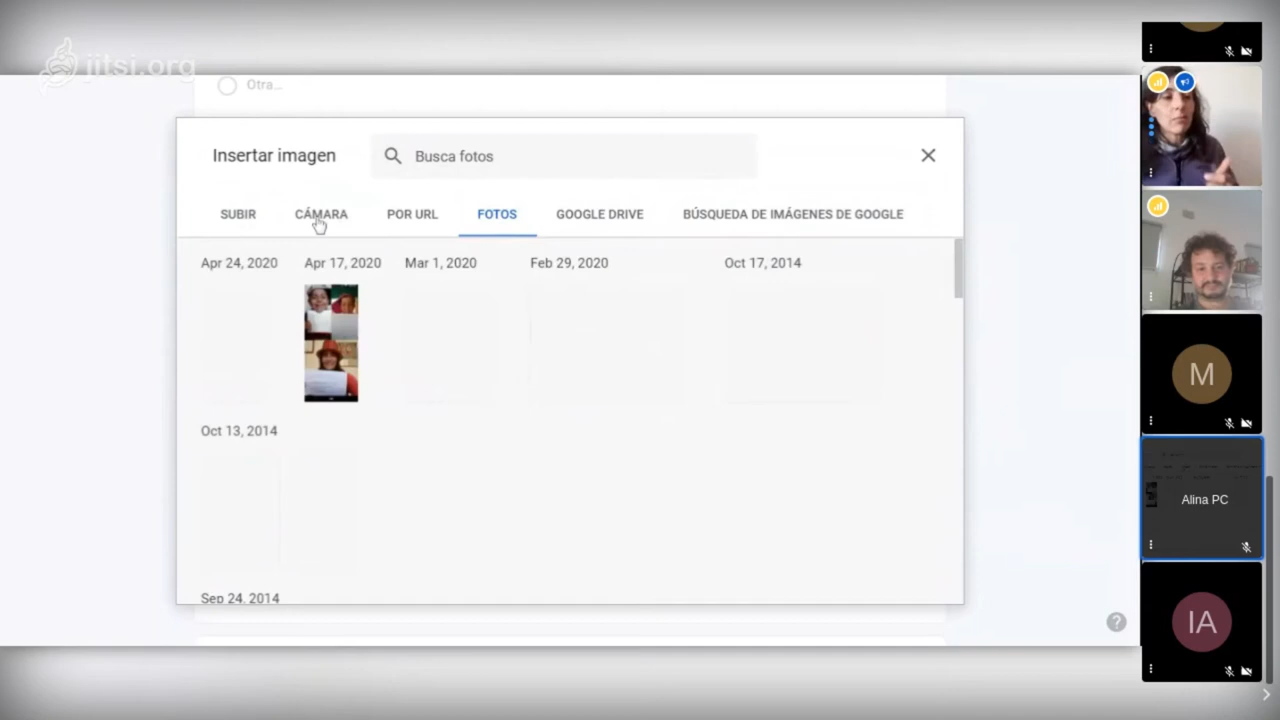 jitsi.org
Otra...
Insertar imagen
Busca fotos
SUBIR
CÁMARA
POR URL
FOTOS
GOOGLE DRIVE
BÚSQUEDA DE IMÁGENES DE GOOGLE
Apr 24, 2020
Apr 17, 2020
Mar 1, 2020
Feb 29, 2020
Oct 17, 2014
Oct 13, 2014
Sep 24, 2014
M
Alina PC
IA